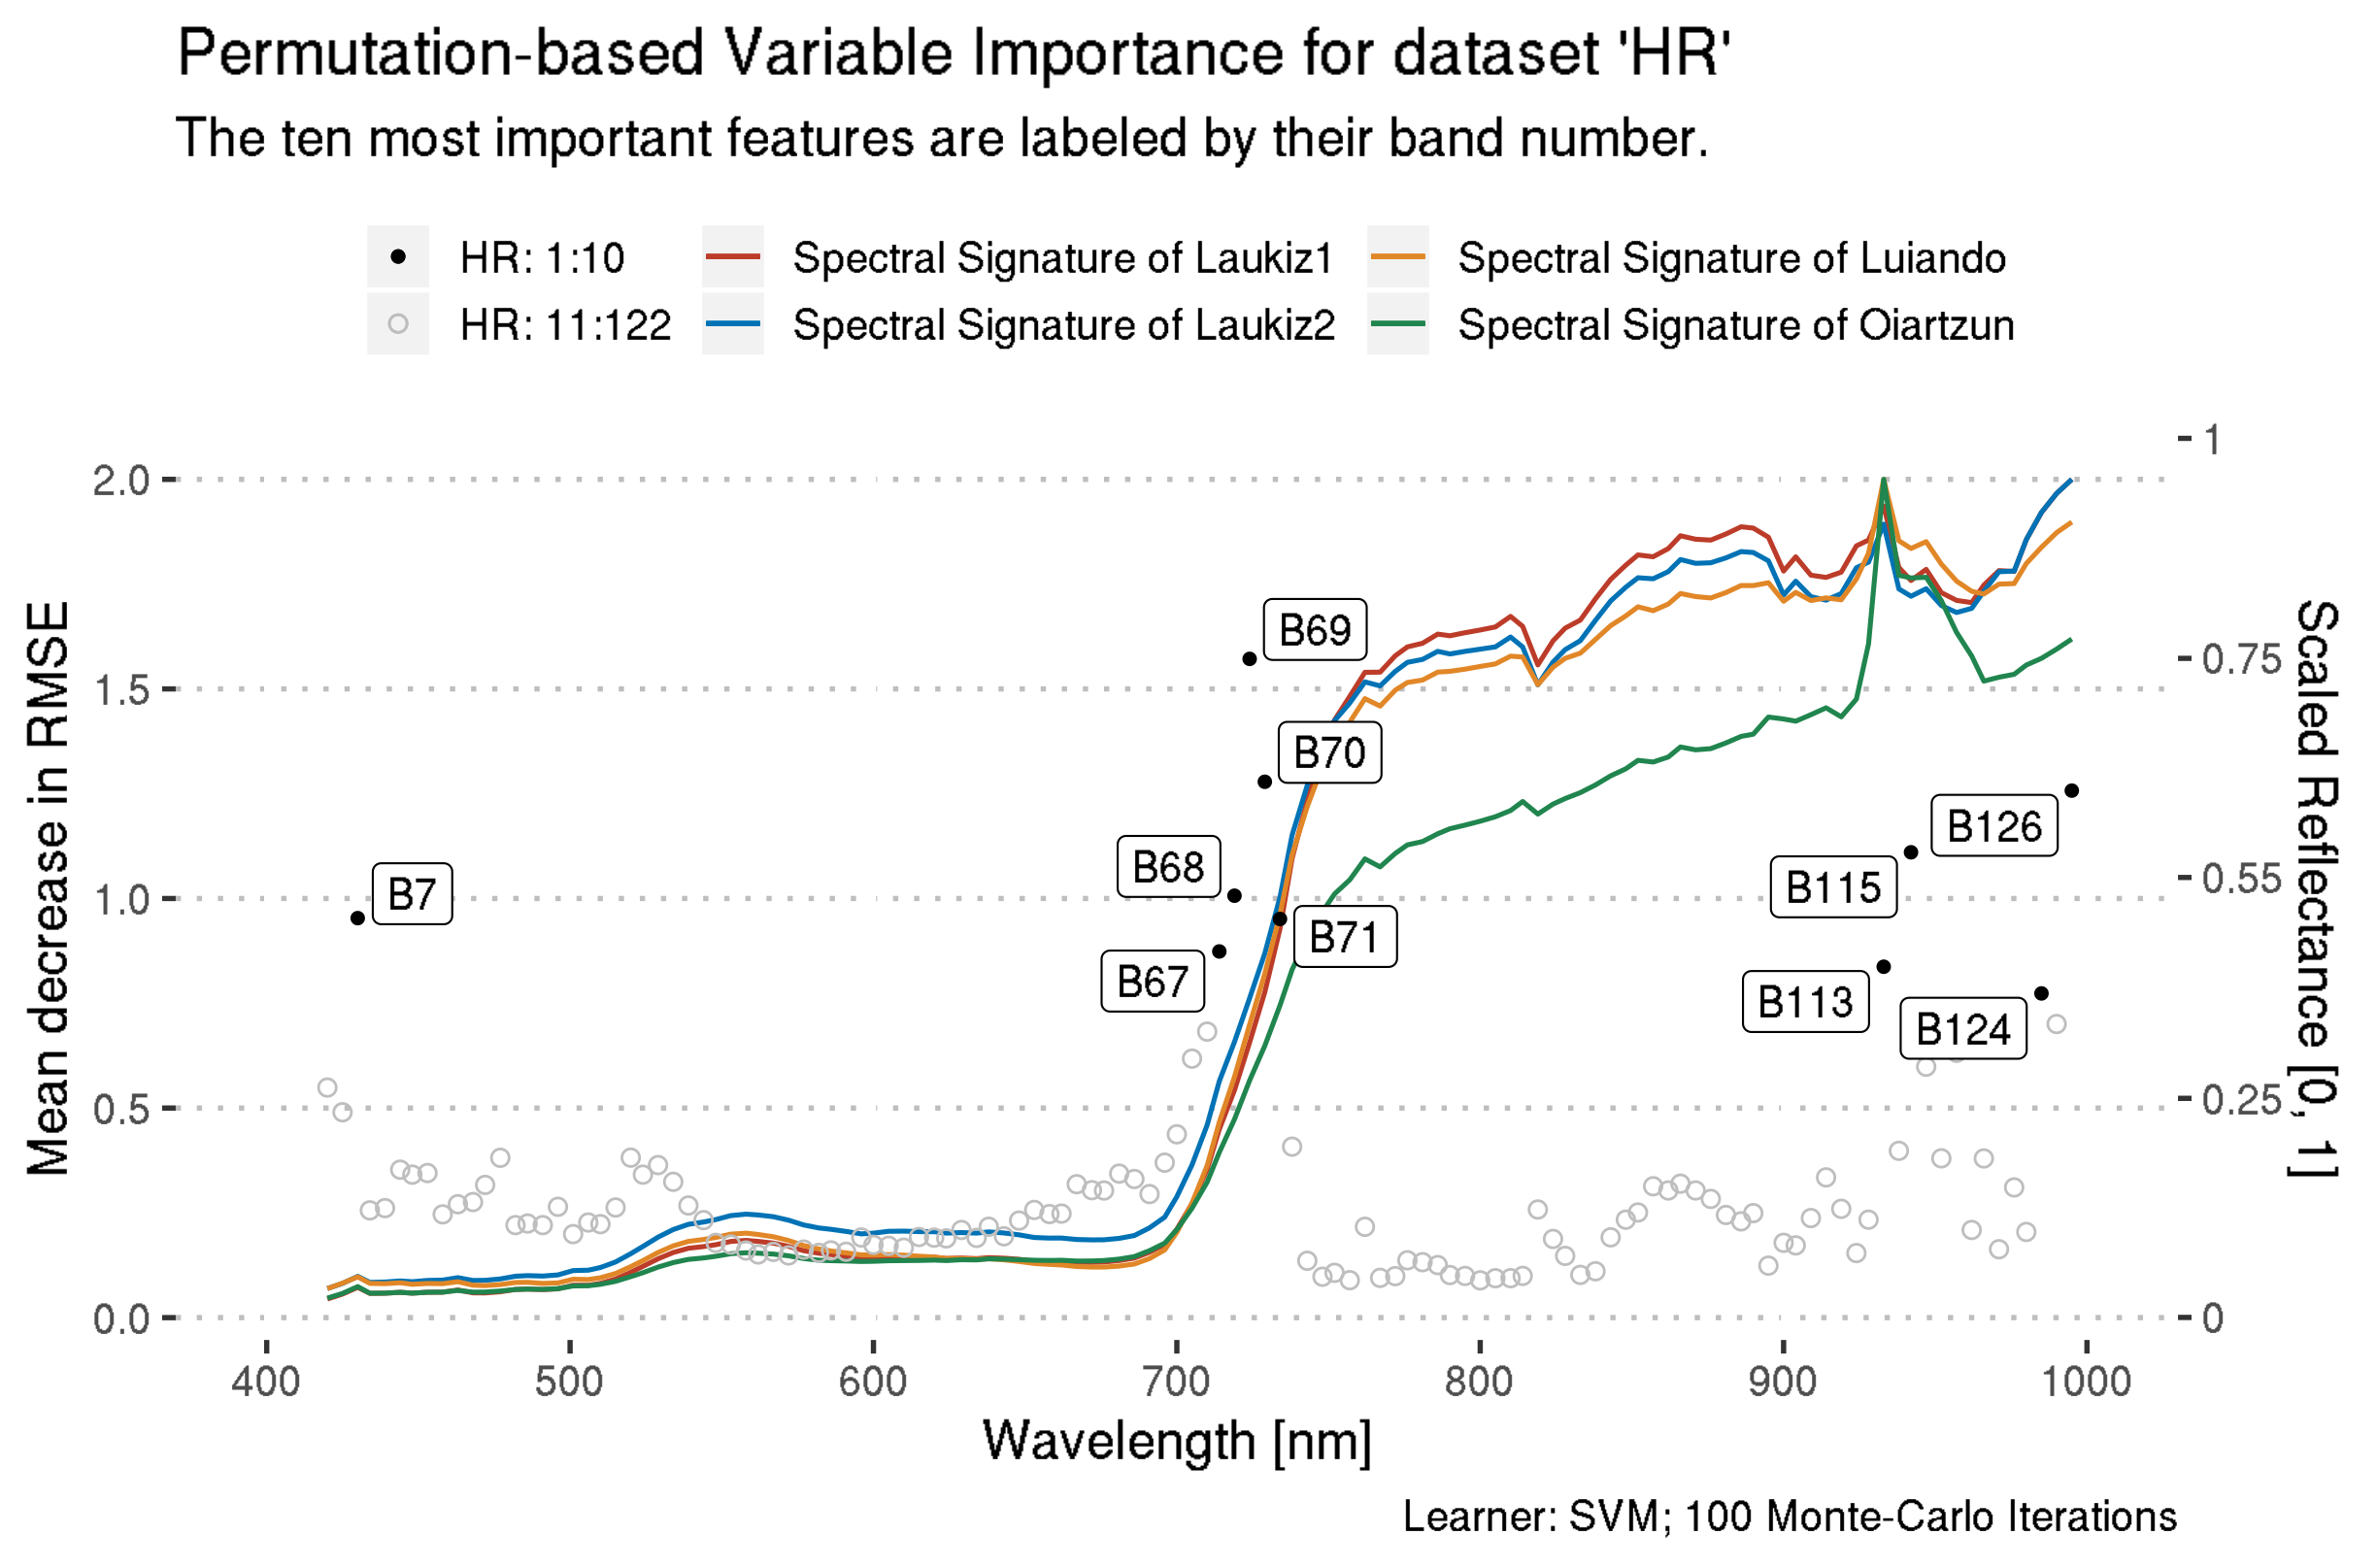 Permutation-based Variable Importance for dataset 'HR'
The ten most important features are labeled by their band number.
HR: 1:10 Spectral Signature of Laukiz1 Spectral Signature of Luiando
HR: 11:122 Spectral Signature of Laukiz2 Spectral Signature of Oiartzun
Mean decrease in RMSE
2.0
1.5
1.0
0.5
0.0
B7
B69
B70
B68
B71
B67
B126
B115
B113
B124
1
0.75
0.55
0.25
0
Scaled Reflectance [0, 1]
400 500 600 700 800 900 1000
Wavelength [nm]
Learner: SVM; 100 Monte-Carlo Iterations